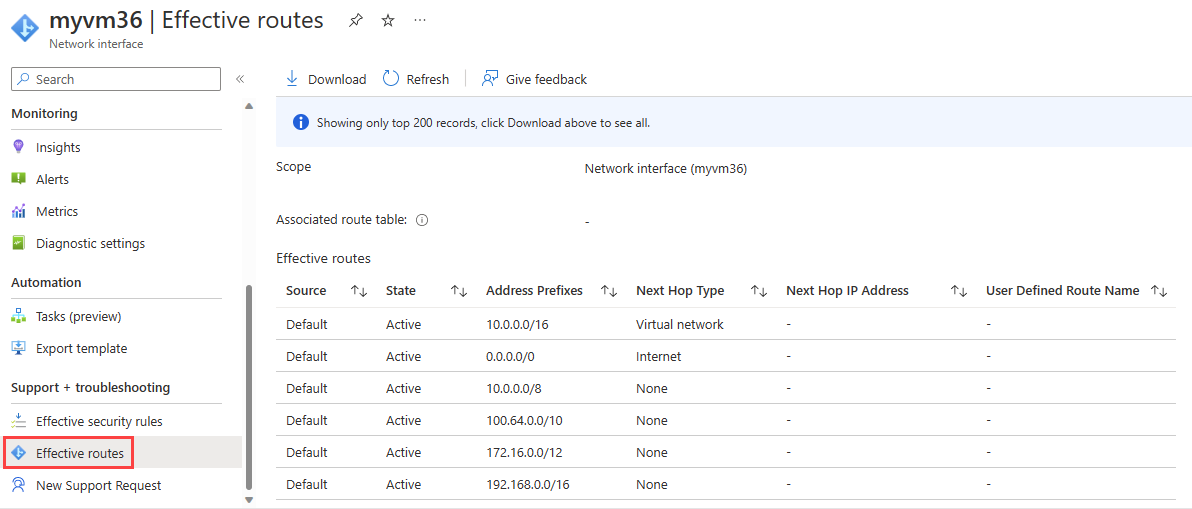 myvm36 | Effective routes
Network interface
Search
Monitoring
Insights
Alerts
Metrics
Diagnostic settings
Automation
Tasks (preview)
Export template
Support + troubleshooting
Effective security rules
Effective routes
New Support Request
Download Refresh Give feedback
Showing only top 200 records, click Download above to see all.
Scope Network interface (myvm36)
Associated route table: -
Effective routes
Source State Address Prefixes Next Hop Type Next Hop IP Address User Defined Route Name
Default Active 10.0.0.0/16 Virtual network - -
Default Active 0.0.0.0/0 Internet - -
Default Active 10.0.0.0/8 None - -
Default Active 100.64.0.0/10 None - -
Default Active 172.16.0.0/12 None - -
Default Active 192.168.0.0/16 None - -